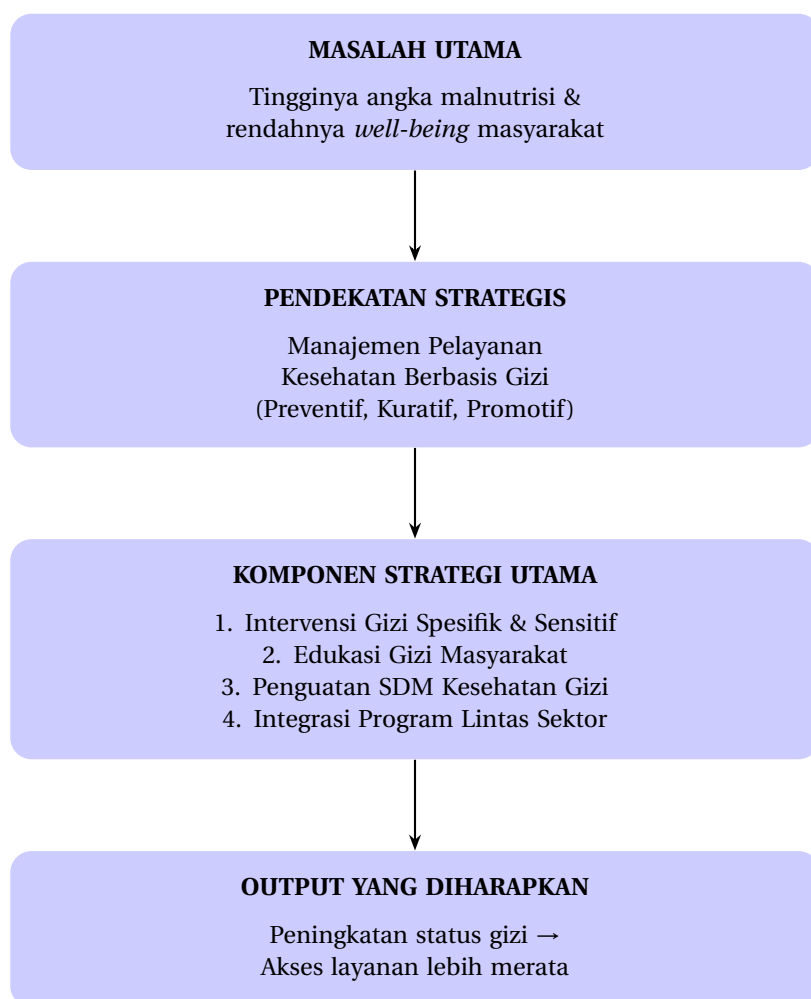 MASALAH UTAMA
Tingginya angka malnutrisi &
rendahnya well-being masyarakat
PENDEKATAN STRATEGIS
Manajemen Pelayanan
Kesehatan Berbasis Gizi
(Preventif, Kuratif, Promotif)
KOMPONEN STRATEGI UTAMA
1. Intervensi Gizi Spesifik & Sensitif
2. Edukasi Gizi Masyarakat
3. Penguatan SDM Kesehatan Gizi
4. Integrasi Program Lintas Sektor
OUTPUT YANG DIHARAPKAN
Peningkatan status gizi →
Akses layanan lebih merata